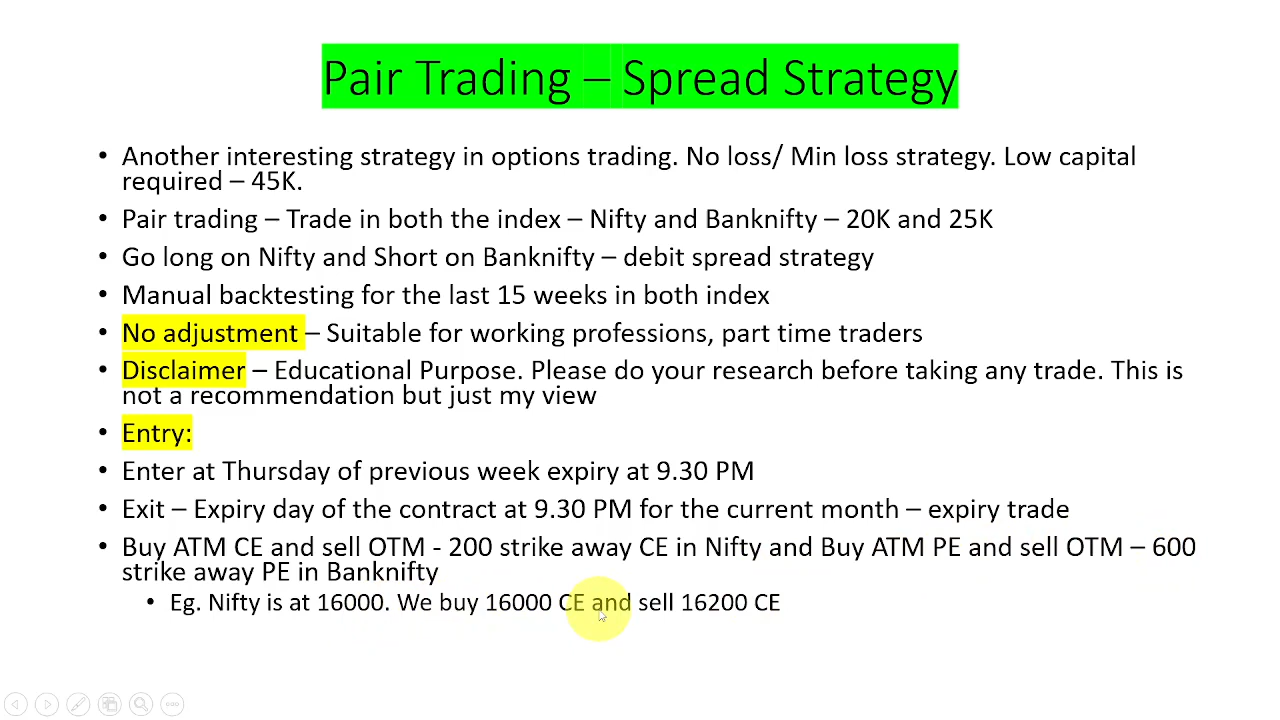 Pair Trading – Spread Strategy
• Another interesting strategy in options trading. No loss/ Min loss strategy. Low capital
required – 45K.
• Pair trading – Trade in both the index – Nifty and Banknifty – 20K and 25K
• Go long on Nifty and Short on Banknifty – debit spread strategy
• Manual backtesting for the last 15 weeks in both index
• No adjustment – Suitable for working professions, part time traders
• Disclaimer – Educational Purpose. Please do your research before taking any trade. This is
not a recommendation but just my view
• Entry:
• Enter at Thursday of previous week expiry at 9.30 PM
• Exit – Expiry day of the contract at 9.30 PM for the current month – expiry trade
• Buy ATM CE and sell OTM - 200 strike away CE in Nifty and Buy ATM PE and sell OTM – 600
strike away PE in Banknifty
• Eg. Nifty is at 16000. We buy 16000 CE and sell 16200 CE